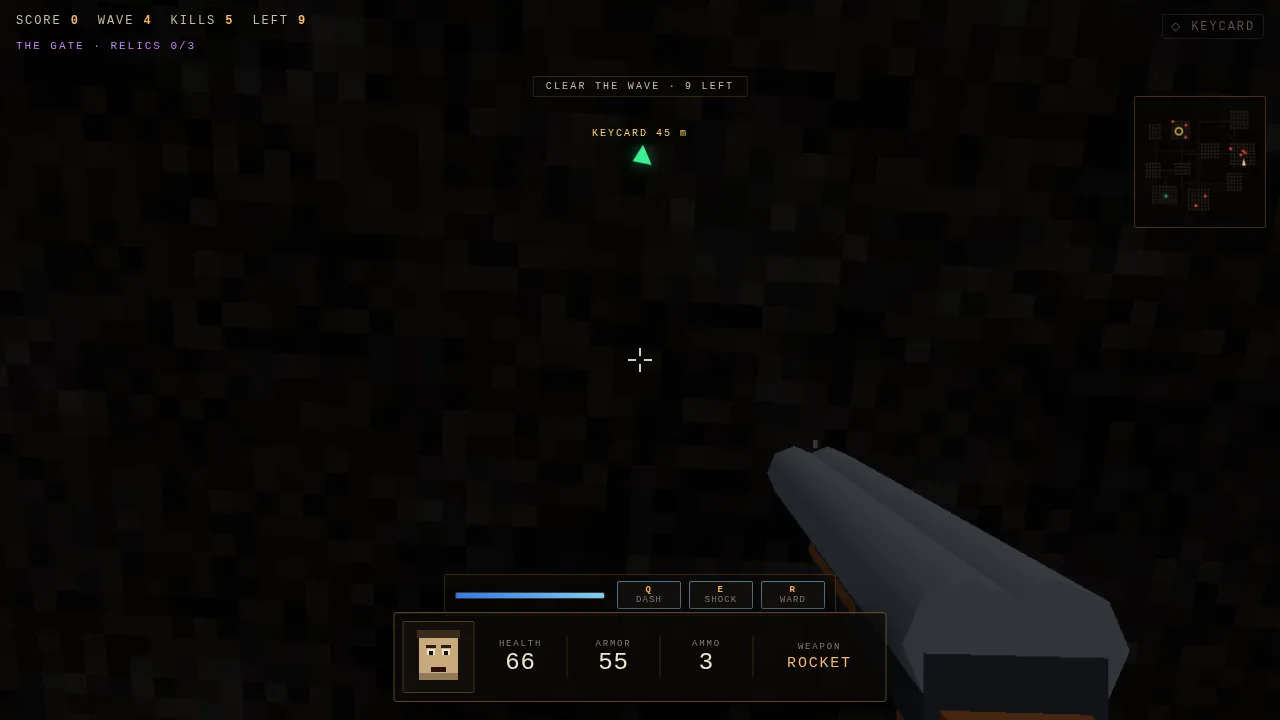 SCORE 0 WAVE 4 KILLS 5 LEFT 9
◇ KEYCARD
THE GATE · RELICS 0/3
CLEAR THE WAVE · 9 LEFT
KEYCARD 45 m
Q
DASH
E
SHOCK
R
WARD
HEALTH
66
ARMOR
55
AMMO
3
WEAPON
ROCKET